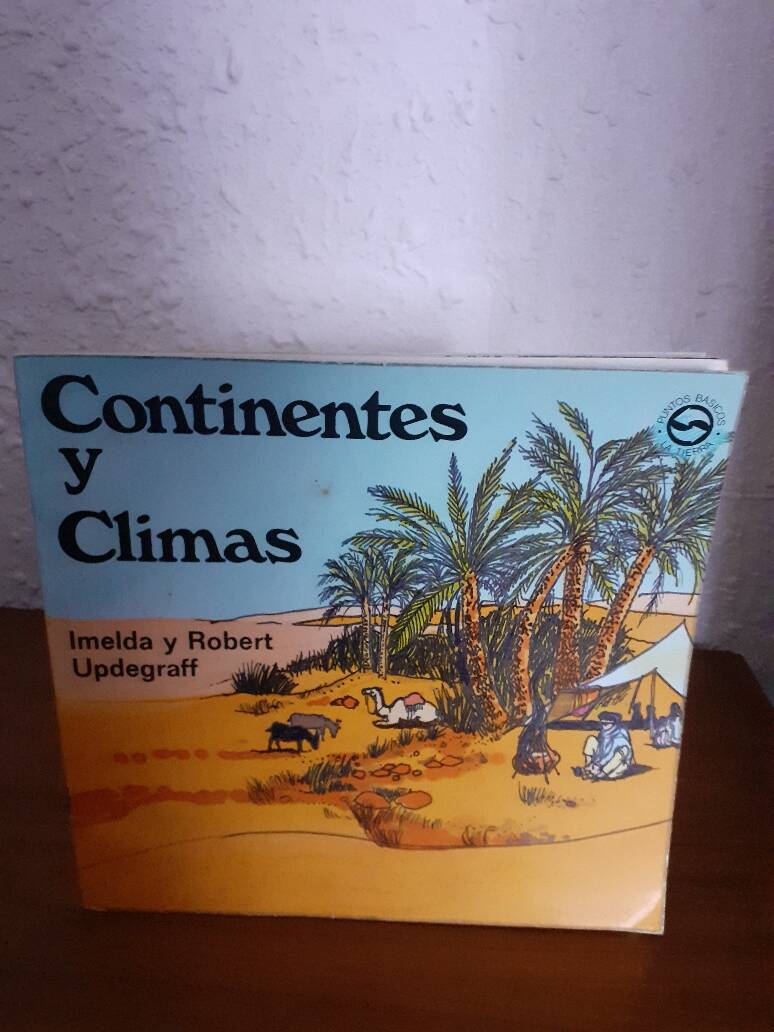 Continentes
y
Climas
Imelda y Robert
Updegraff
PUNTOS BASICOS
LA TIERRA